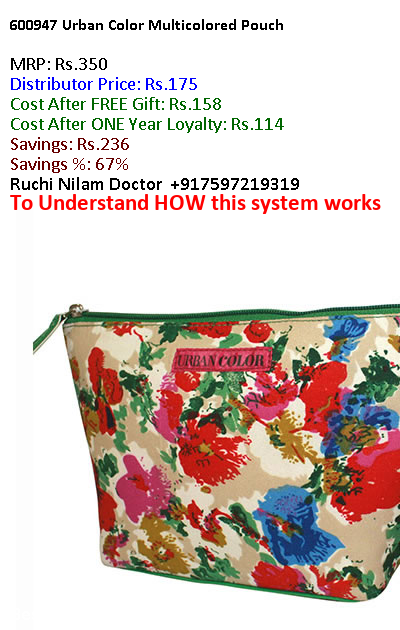 600947 Urban Color Multicolored Pouch
MRP: Rs.350
Distributor Price: Rs.175
Cost After FREE Gift: Rs.158
Cost After ONE Year Loyalty: Rs.114
Savings: Rs.236
Savings %: 67%
Ruchi Nilam Doctor +917597219319
To Understand HOW this system works
URBAN COLOR